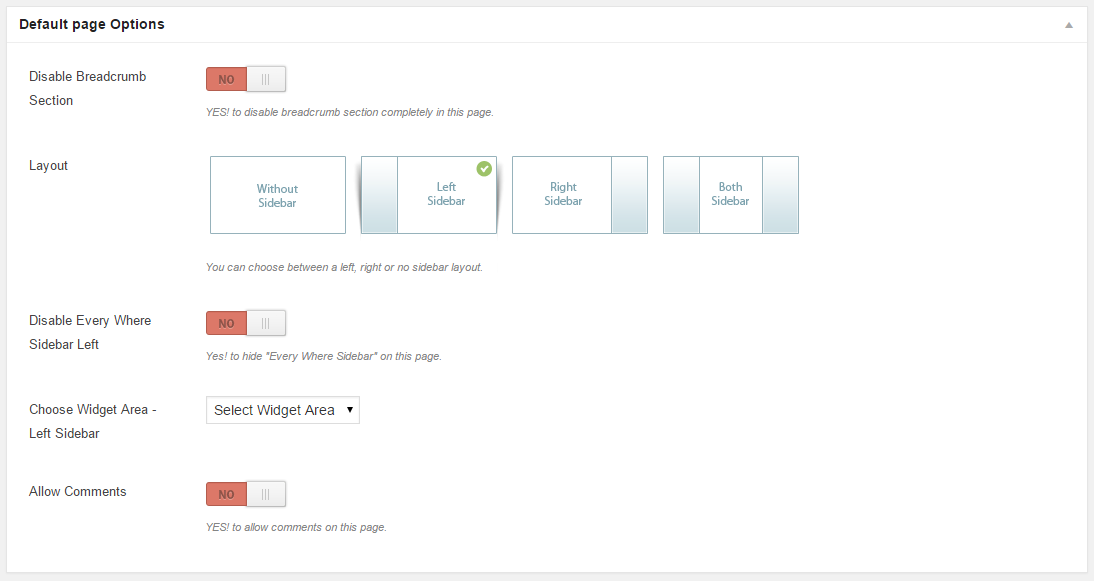 Default page Options
Disable Breadcrumb
Section
NO
YES! to disable breadcrumb section completely in this page.
Layout
Without
Sidebar
Left
Sidebar
Right
Sidebar
Both
Sidebar
You can choose between a left, right or no sidebar layout.
Disable Every Where
Sidebar Left
NO
Yes! to hide "Every Where Sidebar" on this page.
Choose Widget Area -
Left Sidebar
Select Widget Area
Allow Comments
NO
YES! to allow comments on this page.